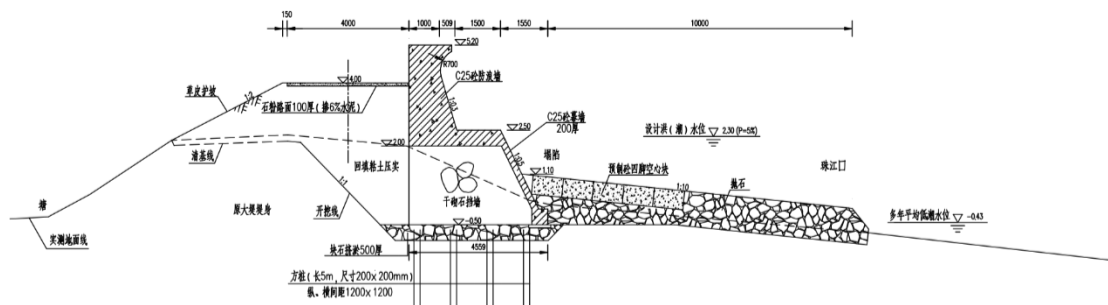 150 4000 1000 509 1500 1550 10000
5.20
R700
C25砼防浪墙
1:0.3
4.00
草皮护坡
1:2
石粉路面100厚(掺6%水泥)
C25砼幕墙
200厚
2.50
设计洪(潮)水位 2.30 (P=5%)
清基线
2.00
1:0.5
塌陷
预制砼四脚空心块
珠江口
回填粘土压实
1.10
1:10
抛石
1:1
干砌石挡墙
塘
原大堤堤身
开挖线
-0.50
多年平均低潮水位 -0.43
实测地面线
块石挤淤500厚
4559
方桩(长5m,尺寸200x200mm)
纵、横间距1200x1200